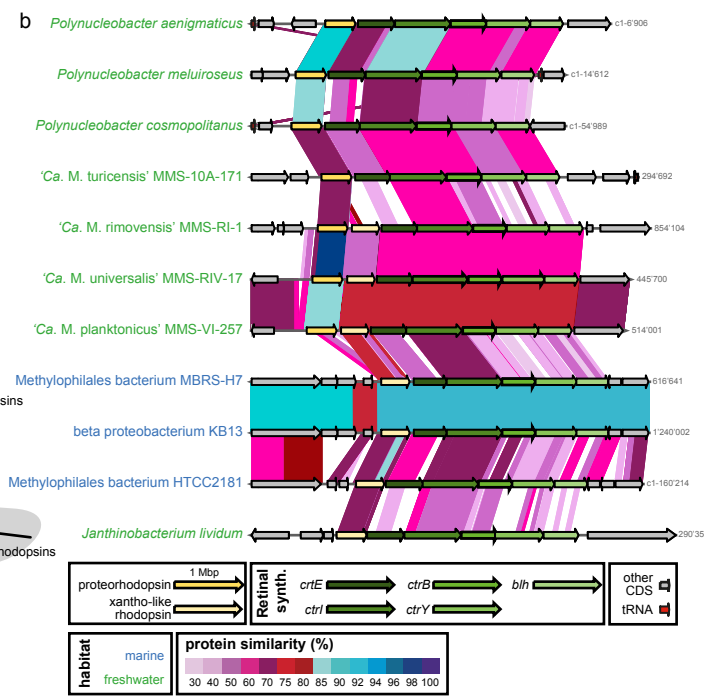 b
Polynucleobacter aenigmaticus
c1-6'906
Polynucleobacter meluiroseus
c1-14'612
Polynucleobacter cosmopolitanus
c1-54'989
'Ca. M. turicensis' MMS-10A-171
294'692
'Ca. M. rimovensis' MMS-RI-1
854'104
'Ca. M. universalis' MMS-RIV-17
445'700
'Ca. M. planktonicus' MMS-VI-257
514'001
Methylophilales bacterium MBRS-H7
616'641
sins
beta proteobacterium KB13
1'240'002
Methylophilales bacterium HTCC2181
c1-160'214
Janthinobacterium lividum
290'35
hodopsins
1 Mbp
proteorhodopsin
xantho-like
rhodopsin
Retinal
synth.
crtE ctrB blh
ctrI ctrY
other
CDS
tRNA
habitat
marine
freshwater
protein similarity (%)
30 40 50 60 70 75 80 85 90 92 94 96 98 100